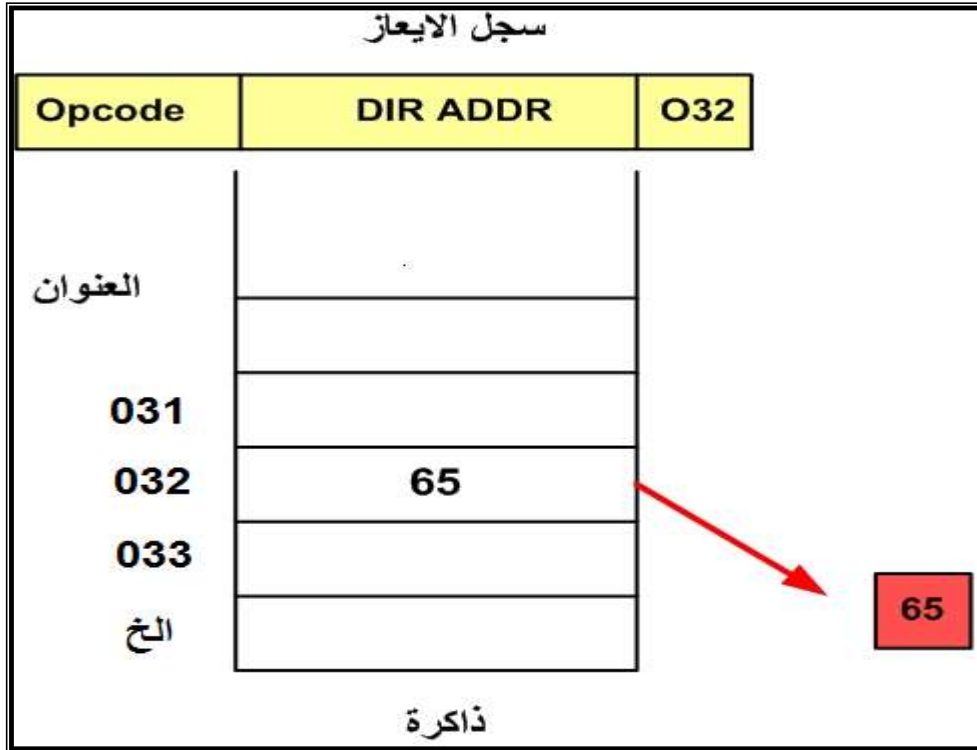 سجل الايعاز
Opcode DIR ADDR O32
العنوان
031
032 65
033
65
الخ
ذاكرة